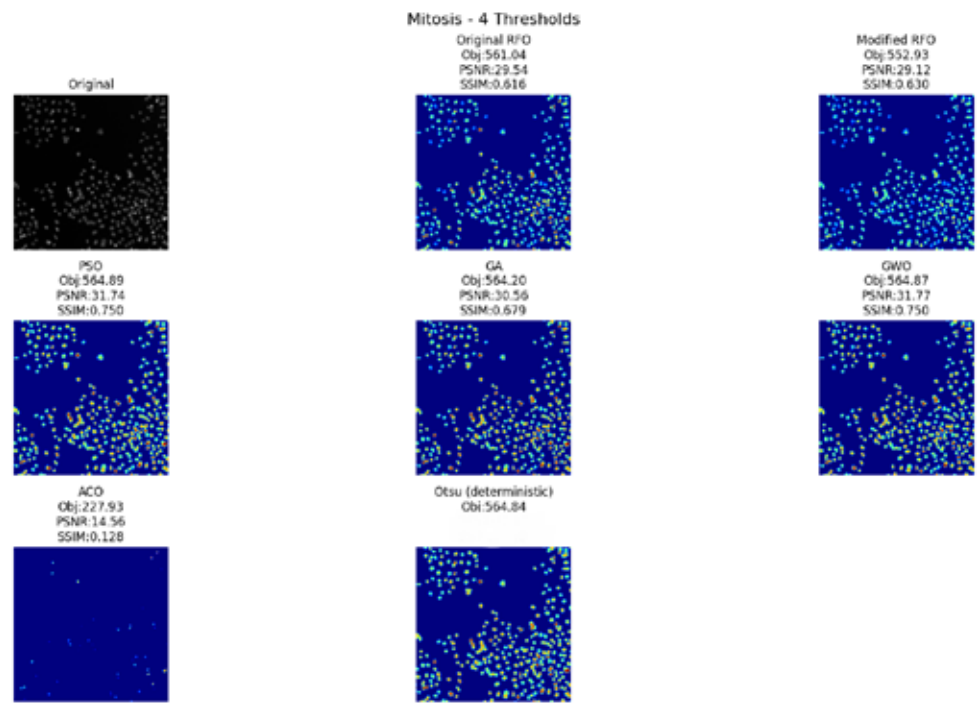 Mitosis - 4 Thresholds
Original
Original RFO
Obj:561.04
PSNR:29.54
SSIM:0.616
Modified RFO
Obj:552.93
PSNR:29.12
SSIM:0.630
PSO
Obj:564.89
PSNR:31.74
SSIM:0.750
GA
Obj:564.20
PSNR:30.56
SSIM:0.679
GWO
Obj:564.87
PSNR:31.77
SSIM:0.750
ACO
Obj:227.93
PSNR:14.56
SSIM:0.128
Otsu (deterministic)
Obj:564.84